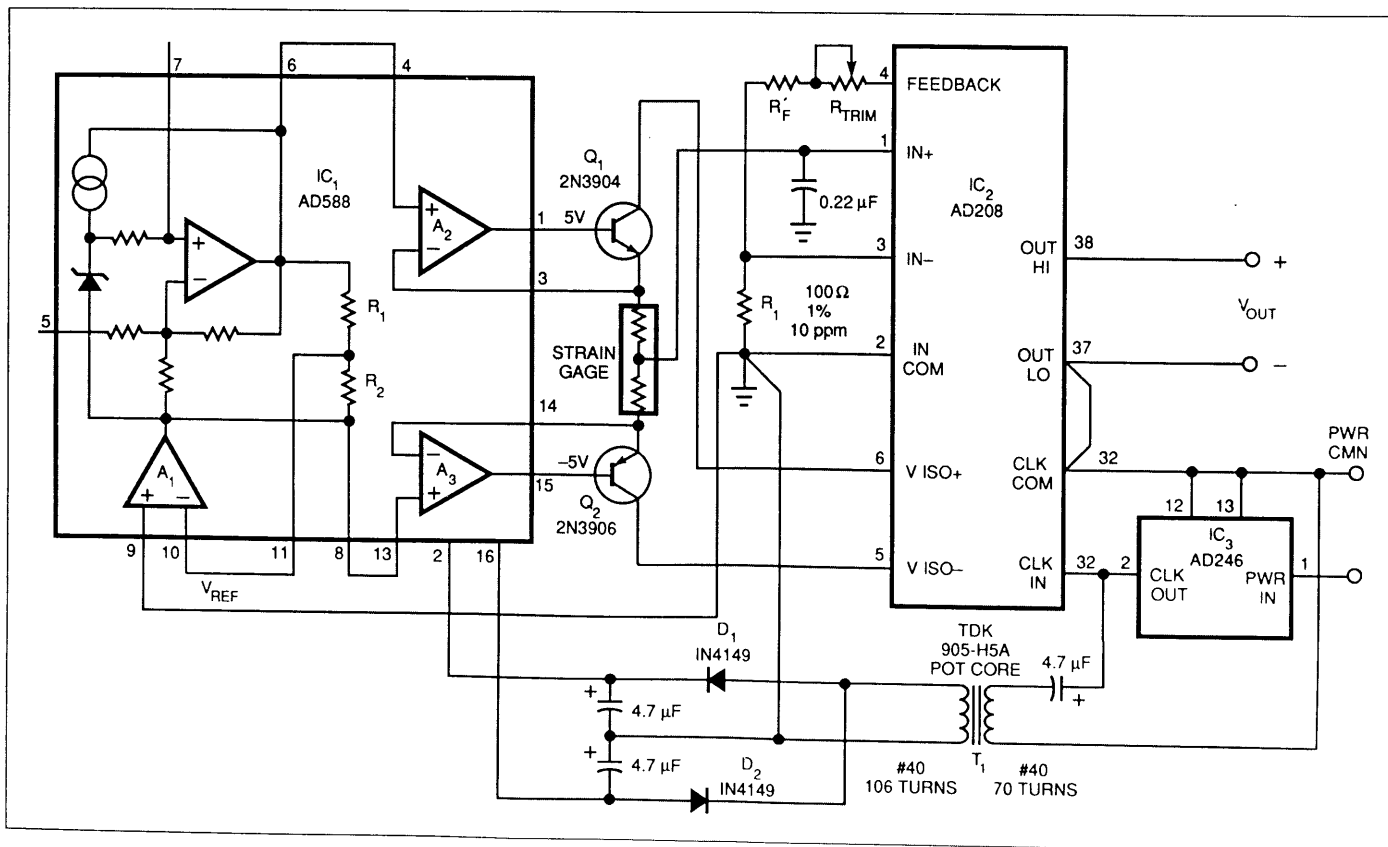 7
6
4
4
FEEDBACK
R'F
RTRIM
1
IN+
Q1
2N3904
IC1
AD588
0.22 µF
IC2
AD208
+
−
A2
1
5V
+
−
3
IN−
OUT
HI
38
+
3
R1
5
R1
100Ω
1%
10 ppm
VOUT
STRAIN
GAGE
2
IN
COM
OUT
LO
37
−
R2
14
−
+
A3
−5V
15
Q2
2N3906
6
V ISO+
CLK
COM
32
PWR
CMN
A1
+
−
12
13
IC3
AD246
9
10
11
8
13
2
16
5
V ISO−
CLK
IN
32
2
CLK
OUT
PWR
IN
1
VREF
D1
IN4149
TDK
905-H5A
POT CORE
4.7 µF
+
+
4.7 µF
+
4.7 µF
D2
IN4149
T1
#40
106 TURNS
#40
70 TURNS